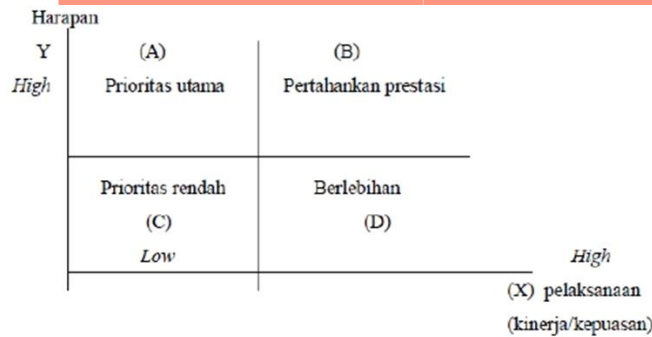 Harapan
Y (A) (B)
High Prioritas utama Pertahankan prestasi
Prioritas rendah Berlebihan
(C) (D)
Low High
(X) pelaksanaan
(kinerja/kepuasan)